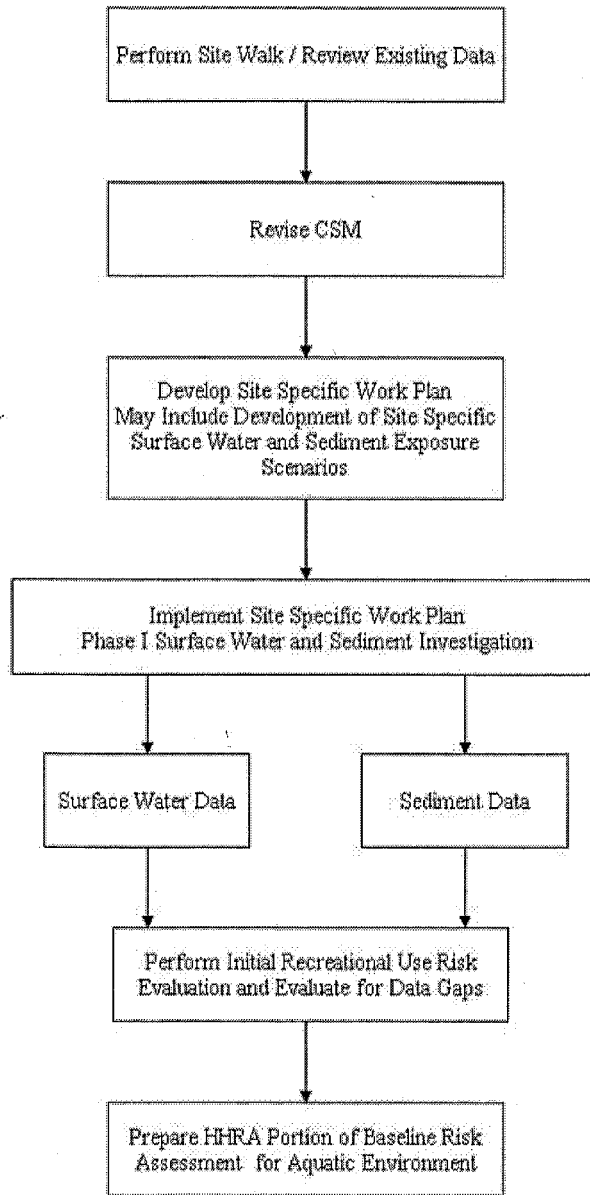 Perform Site Walk / Review Existing Data
Revise CSM
Develop Site Specific Work Plan
May Include Development of Site Specific
Surface Water and Sediment Exposure
Scenarios
Implement Site Specific Work Plan
Phase I Surface Water and Sediment Investigation
Surface Water Data
Sediment Data
Perform Initial Recreational Use Risk
Evaluation and Evaluate for Data Gaps
Prepare HHRA Portion of Baseline Risk
Assessment for Aquatic Environment